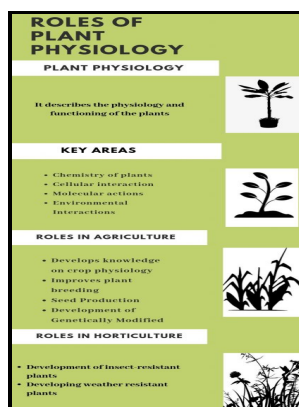 ROLES OF
PLANT
PHYSIOLOGY
PLANT PHYSIOLOGY
It describes the physiology and
functioning of the plants
KEY AREAS
• Chemistry of plants
• Cellular interaction
• Molecular actions
• Environmental
Interactions
ROLES IN AGRICULTURE
• Develops knowledge
on crop physiology
• Improves plant
breeding
• Seed Production
• Development of
Genetically Modified
ROLES IN HORTICULTURE
• Development of insect-resistant
plants
• Developing weather resistant
plants